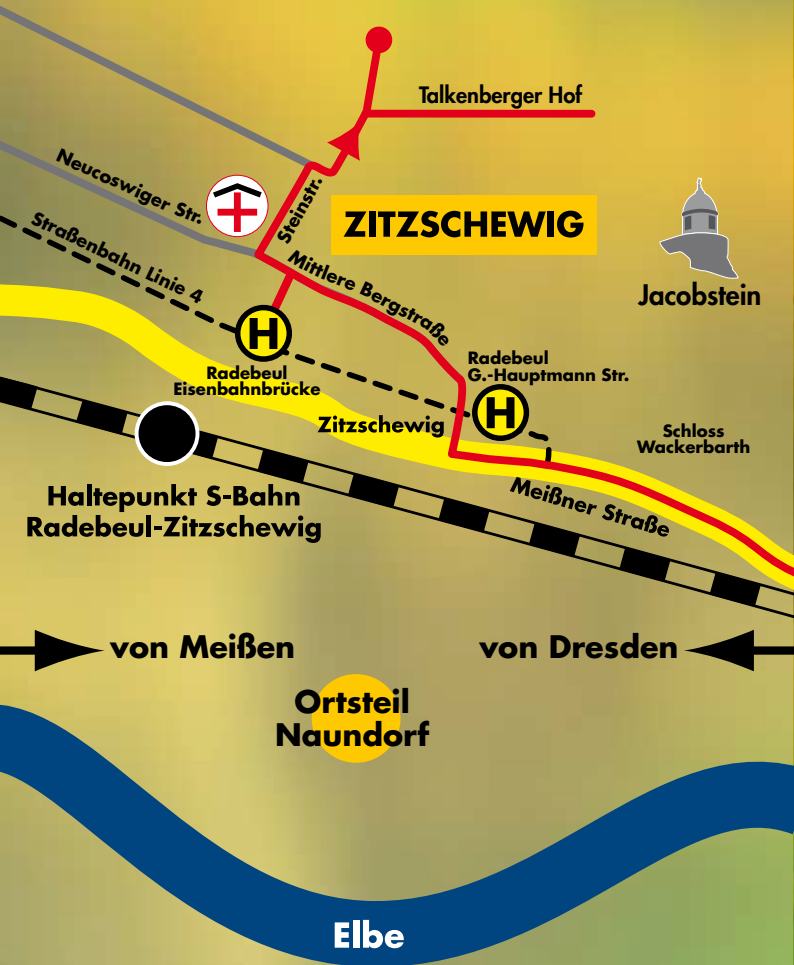 Talkenberger Hof
Neucoswiger Str.
Steinstr.
ZITZSCHEWIG
Straßenbahn Linie 4
Mittlere Bergstraße
Jacobstein
H
Radebeul
Eisenbahnbrücke
Radebeul
G.-Hauptmann Str.
H
Zitzschewig
Schloss
Wackerbarth
Meißner Straße
Haltepunkt S-Bahn
Radebeul-Zitzschewig
von Meißen
von Dresden
Ortsteil
Naundorf
Elbe